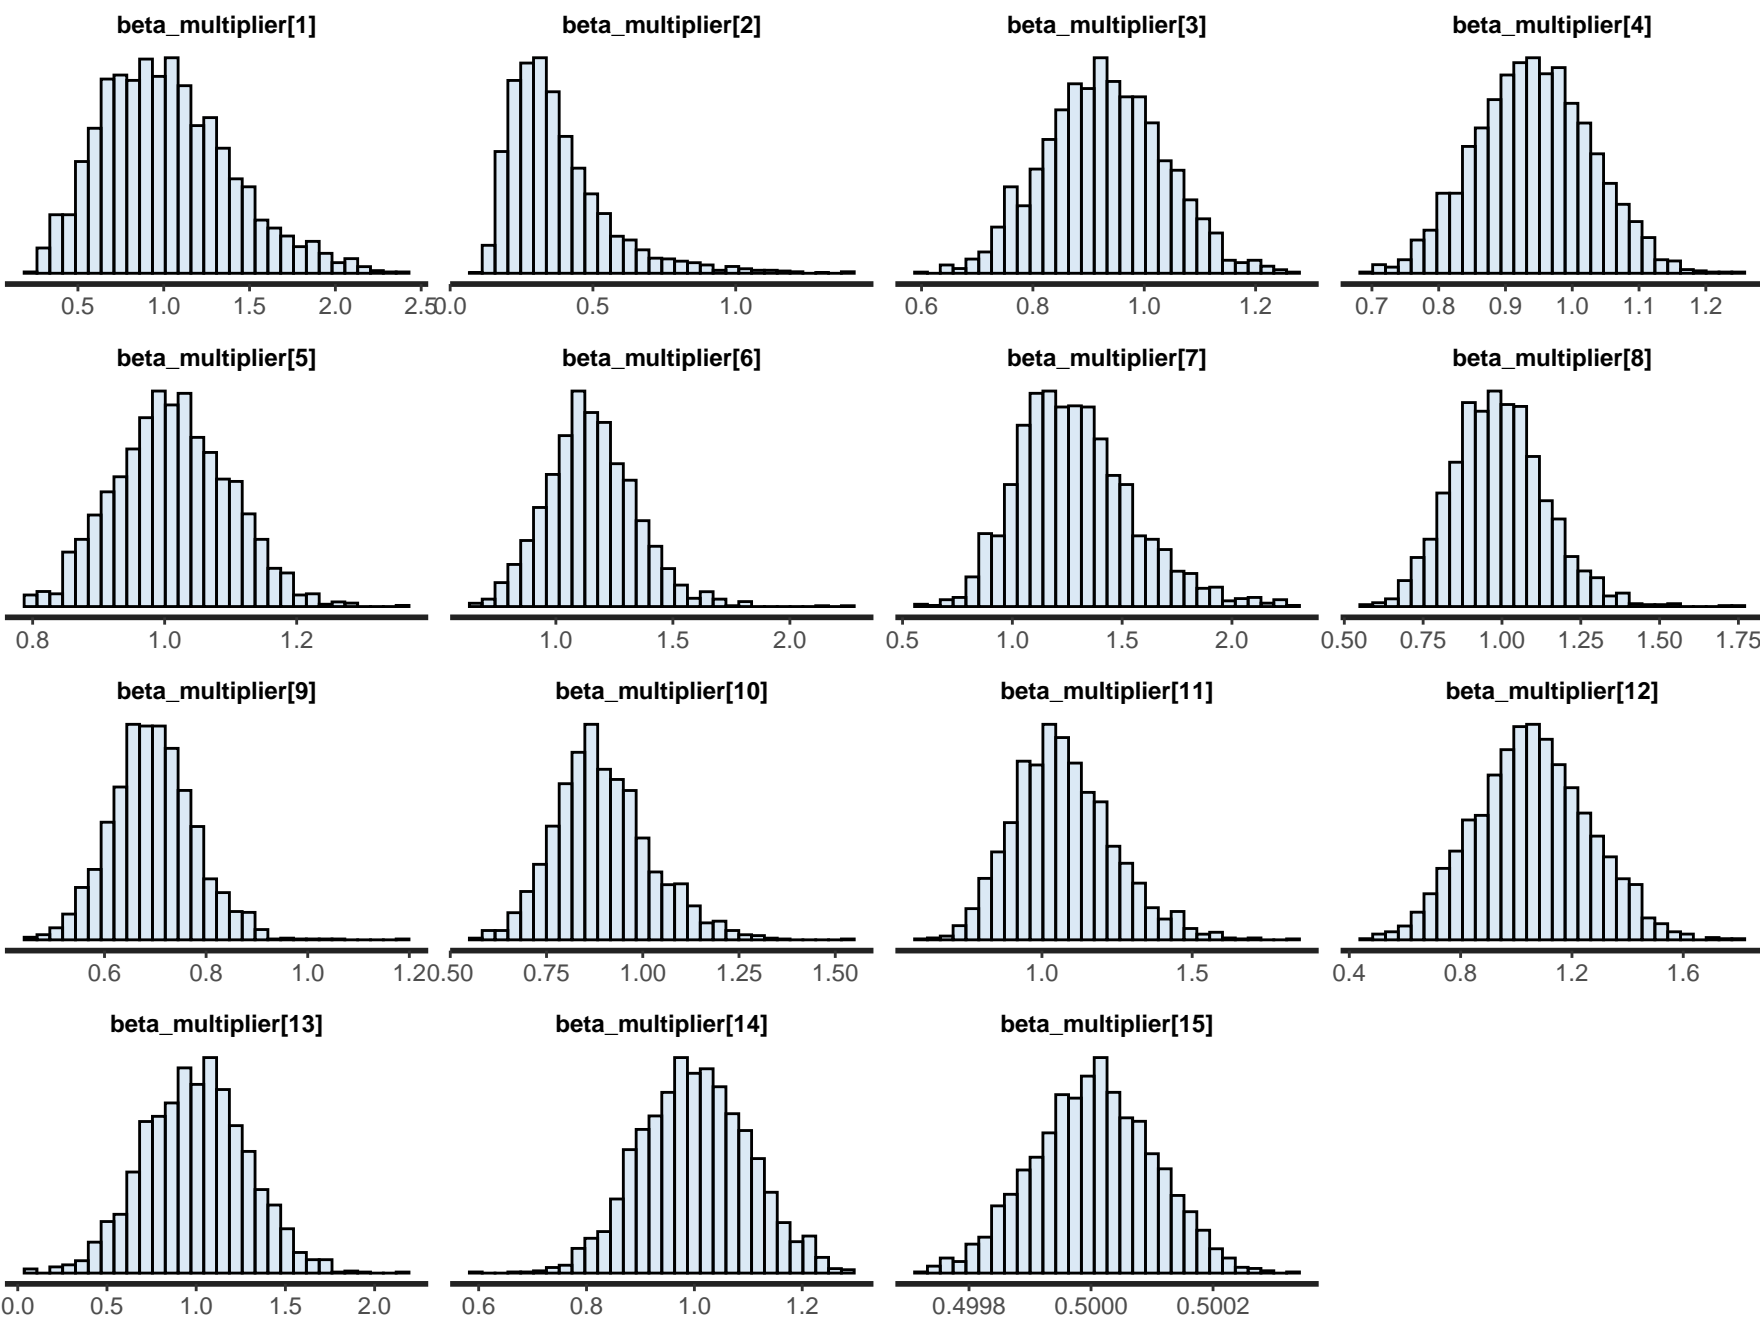 beta_multiplier[1] beta_multiplier[2] beta_multiplier[3] beta_multiplier[4]
0.5 1.0 1.5 2.0 2.5 0.0 0.5 1.0 0.6 0.8 1.0 1.2 0.7 0.8 0.9 1.0 1.1 1.2
beta_multiplier[5] beta_multiplier[6] beta_multiplier[7] beta_multiplier[8]
0.8 1.0 1.2 1.0 1.5 2.0 0.5 1.0 1.5 2.0 0.50 0.75 1.00 1.25 1.50 1.75
beta_multiplier[9] beta_multiplier[10] beta_multiplier[11] beta_multiplier[12]
0.6 0.8 1.0 1.20.50 0.75 1.00 1.25 1.50 1.0 1.5 0.4 0.8 1.2 1.6
beta_multiplier[13] beta_multiplier[14] beta_multiplier[15]
0.0 0.5 1.0 1.5 2.0 0.6 0.8 1.0 1.2 0.4998 0.5000 0.5002